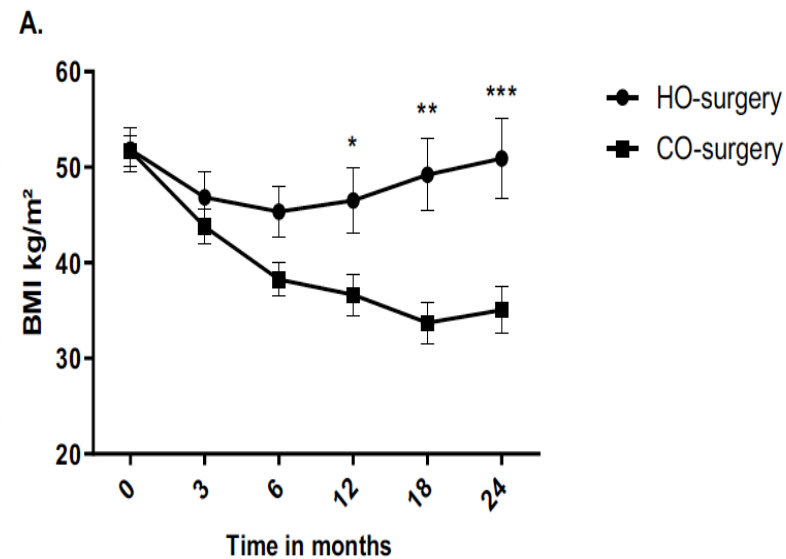 A.
60
50
40
30
20
BMI kg/m²
*
**
***
HO-surgery
CO-surgery
0
3
6
12
18
24
Time in months